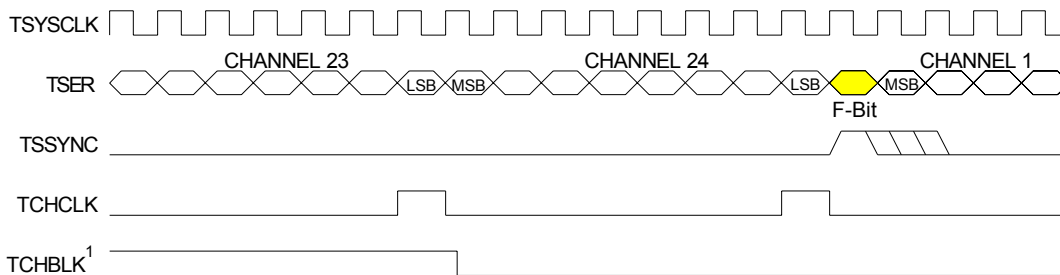 TSYSCLK
CHANNEL 23 CHANNEL 24 CHANNEL 1
TSER LSB MSB LSB MSB
F-Bit
TSSYNC
TCHCLK
TCHBLK1